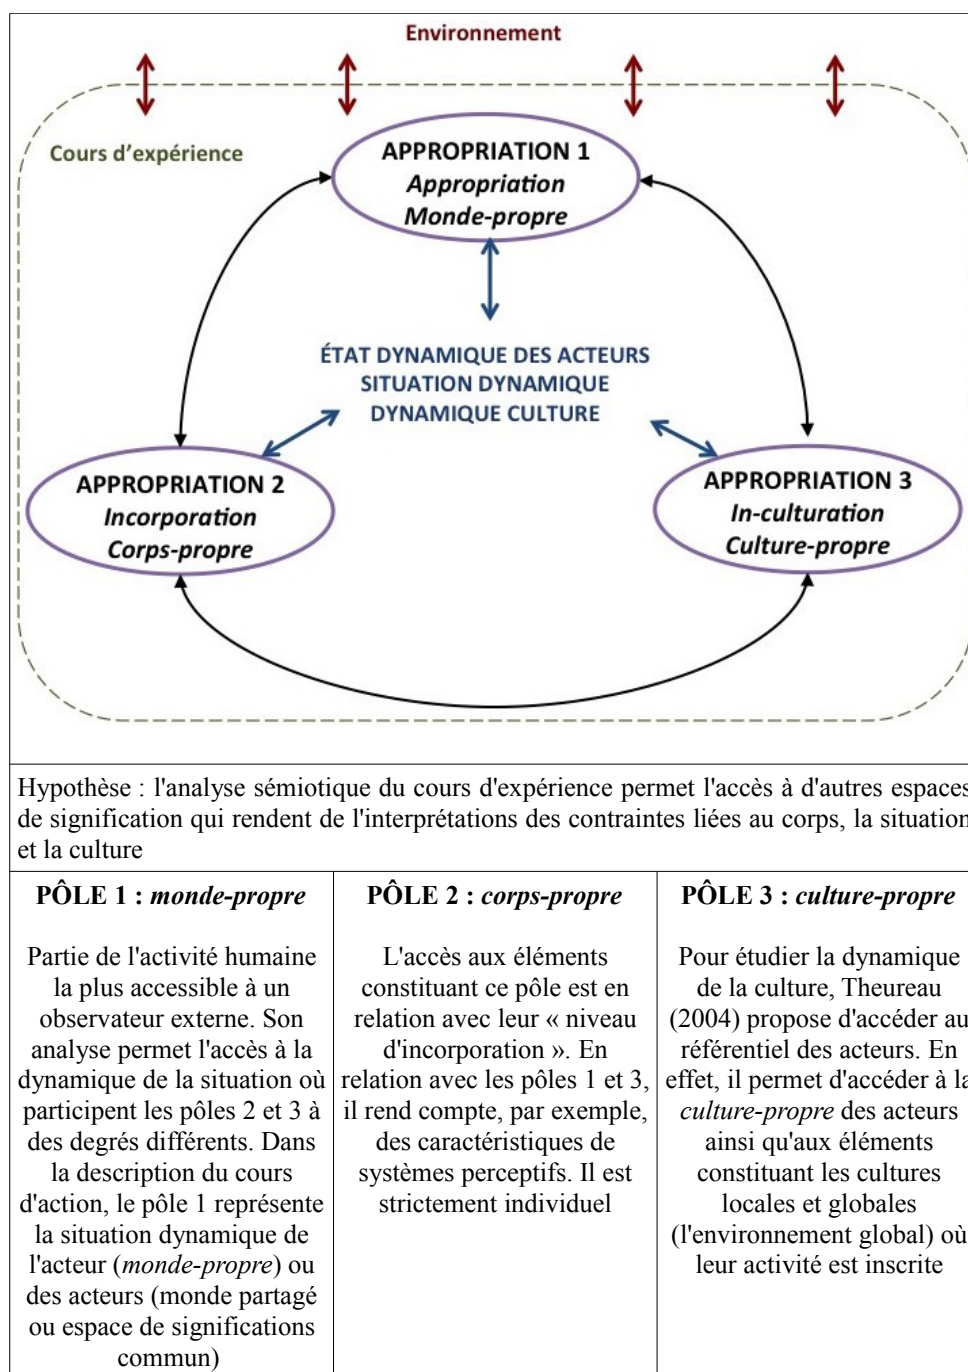 Environnement
Cours d'expérience
APPROPRIATION 1
Appropriation
Monde-propre
ÉTAT DYNAMIQUE DES ACTEURS
SITUATION DYNAMIQUE
DYNAMIQUE CULTURE
APPROPRIATION 2
Incorporation
Corps-propre
APPROPRIATION 3
In-culturation
Culture-propre
Hypothèse : l'analyse sémiotique du cours d'expérience permet l'accès à d'autres espaces
de signification qui rendent de l'interprétations des contraintes liées au corps, la situation
et la culture
PÔLE 1 : monde-propre
Partie de l'activité humaine
la plus accessible à un
observateur externe. Son
analyse permet l'accès à la
dynamique de la situation où
participent les pôles 2 et 3 à
des degrés différents. Dans
la description du cours
d'action, le pôle 1 représente
la situation dynamique de
l'acteur (monde-propre) ou
des acteurs (monde partagé
ou espace de significations
commun)
PÔLE 2 : corps-propre
L'accès aux éléments
constituant ce pôle est en
relation avec leur « niveau
d'incorporation ». En
relation avec les pôles 1 et 3,
il rend compte, par exemple,
des caractéristiques de
systèmes perceptifs. Il est
strictement individuel
PÔLE 3 : culture-propre
Pour étudier la dynamique
de la culture, Theureau
(2004) propose d'accéder au
référentiel des acteurs. En
effet, il permet d'accéder à la
culture-propre des acteurs
ainsi qu'aux éléments
constituant les cultures
locales et globales
(l'environnement global) où
leur activité est inscrite